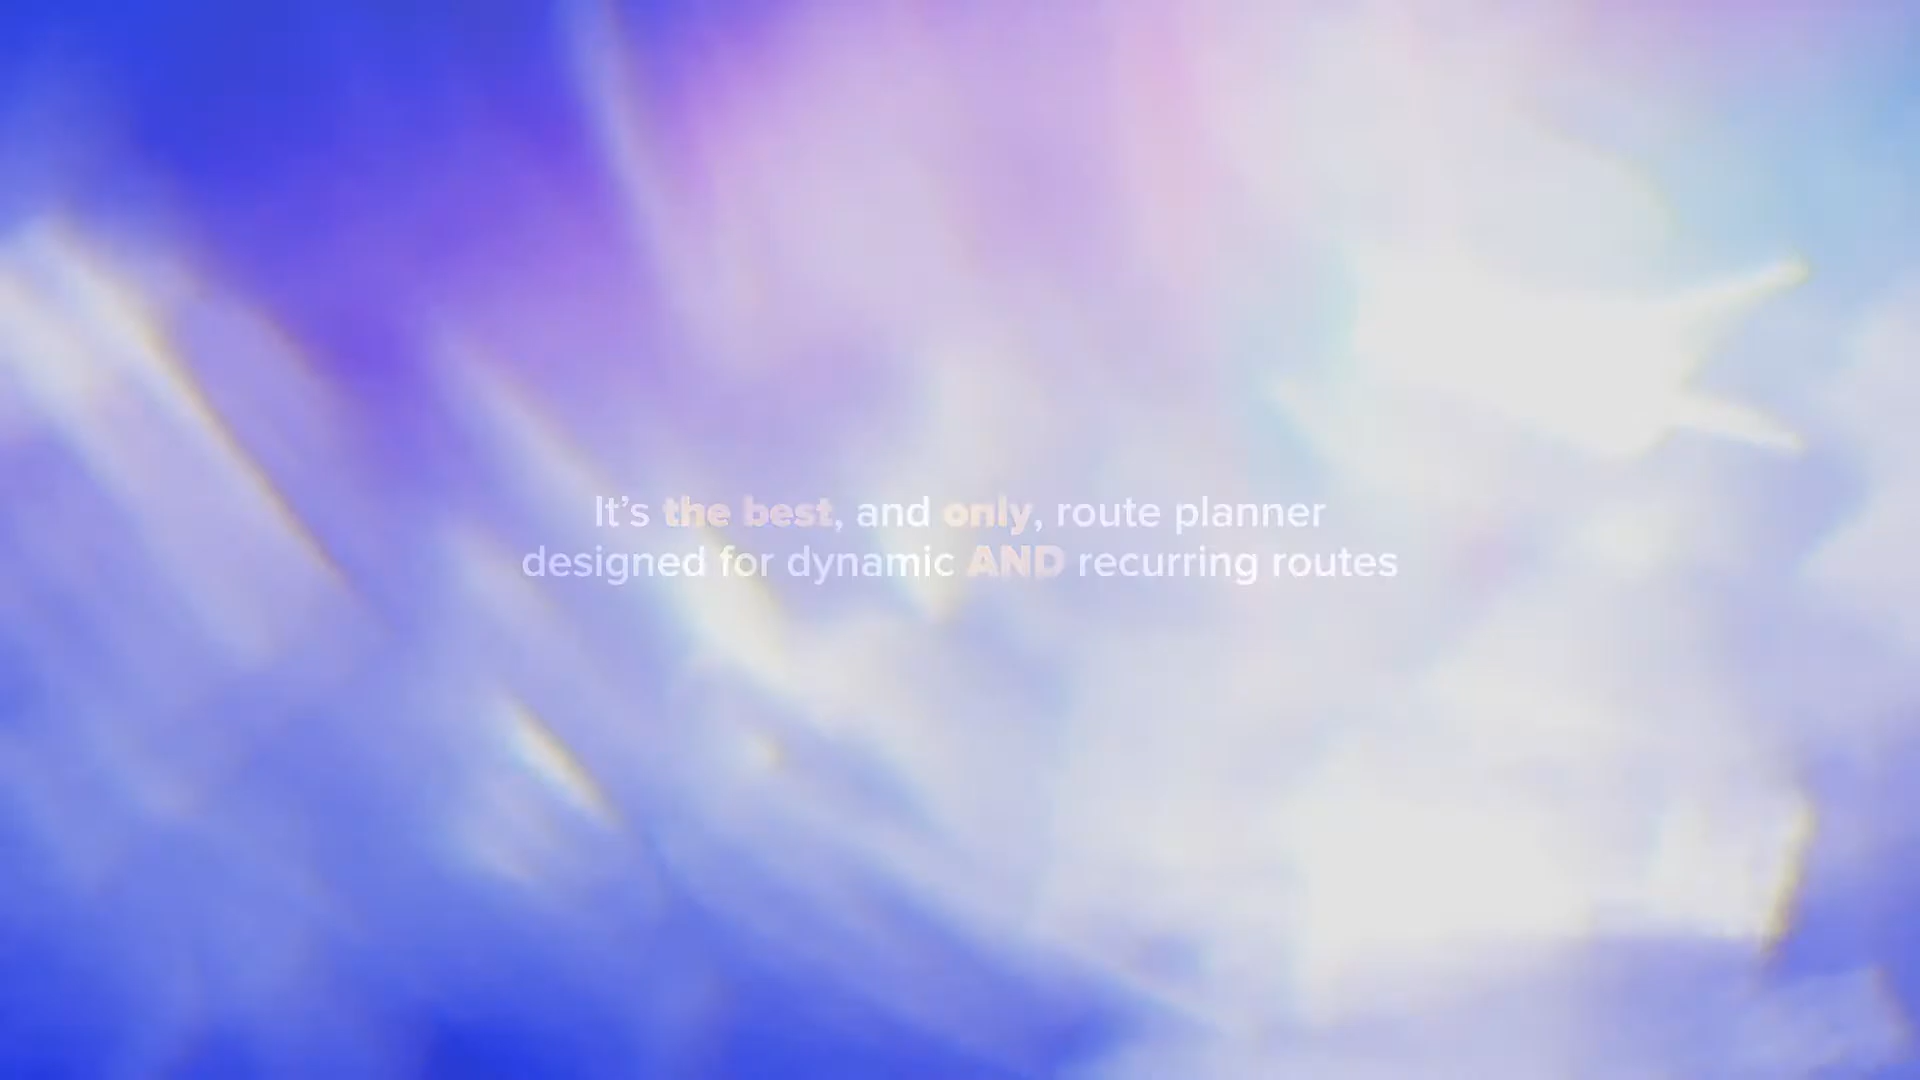 It’s the best, and only, route planner
designed for dynamic AND recurring routes